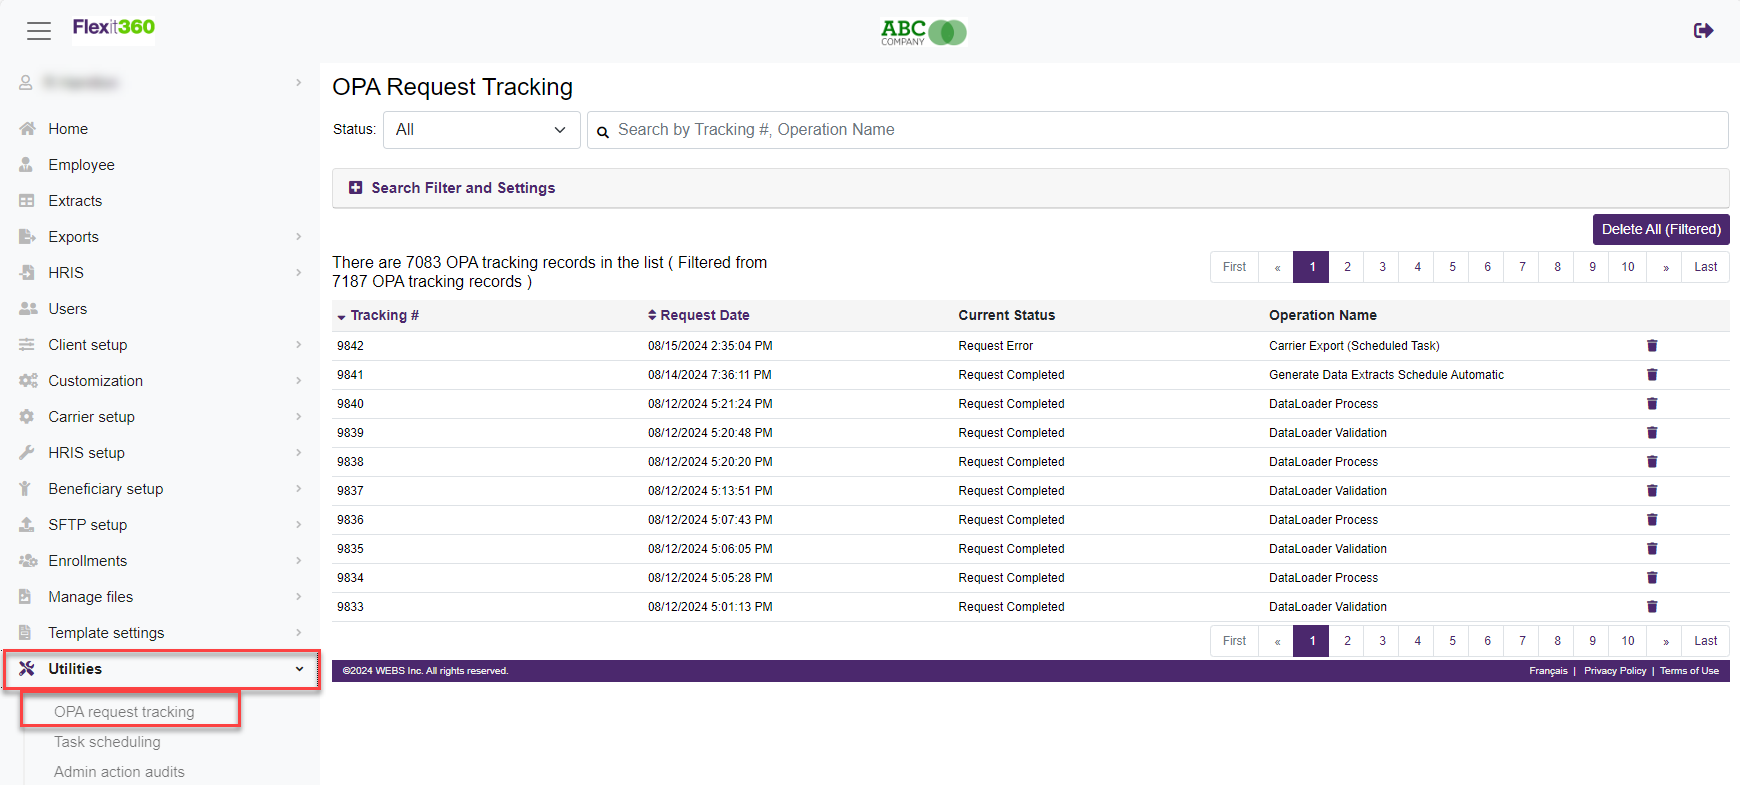 Flexit360
ABC
COMPANY
Home
Employee
Extracts
Exports
HRIS
Users
Client setup
Customization
Carrier setup
HRIS setup
Beneficiary setup
SFTP setup
Enrollments
Manage files
Template settings
Utilities
OPA request tracking
Task scheduling
Admin action audits
OPA Request Tracking
Status: All Search by Tracking #, Operation Name
Search Filter and Settings
Delete All (Filtered)
There are 7083 OPA tracking records in the list ( Filtered from
7187 OPA tracking records )
First « 1 2 3 4 5 6 7 8 9 10 » Last
Tracking # Request Date Current Status Operation Name
9842 08/15/2024 2:35:04 PM Request Error Carrier Export (Scheduled Task)
9841 08/14/2024 7:36:11 PM Request Completed Generate Data Extracts Schedule Automatic
9840 08/12/2024 5:21:24 PM Request Completed DataLoader Process
9839 08/12/2024 5:20:48 PM Request Completed DataLoader Validation
9838 08/12/2024 5:20:20 PM Request Completed DataLoader Process
9837 08/12/2024 5:13:51 PM Request Completed DataLoader Validation
9836 08/12/2024 5:07:43 PM Request Completed DataLoader Process
9835 08/12/2024 5:06:05 PM Request Completed DataLoader Validation
9834 08/12/2024 5:05:28 PM Request Completed DataLoader Process
9833 08/12/2024 5:01:13 PM Request Completed DataLoader Validation
First « 1 2 3 4 5 6 7 8 9 10 » Last
©2024 WEBS Inc. All rights reserved. Français | Privacy Policy | Terms of Use